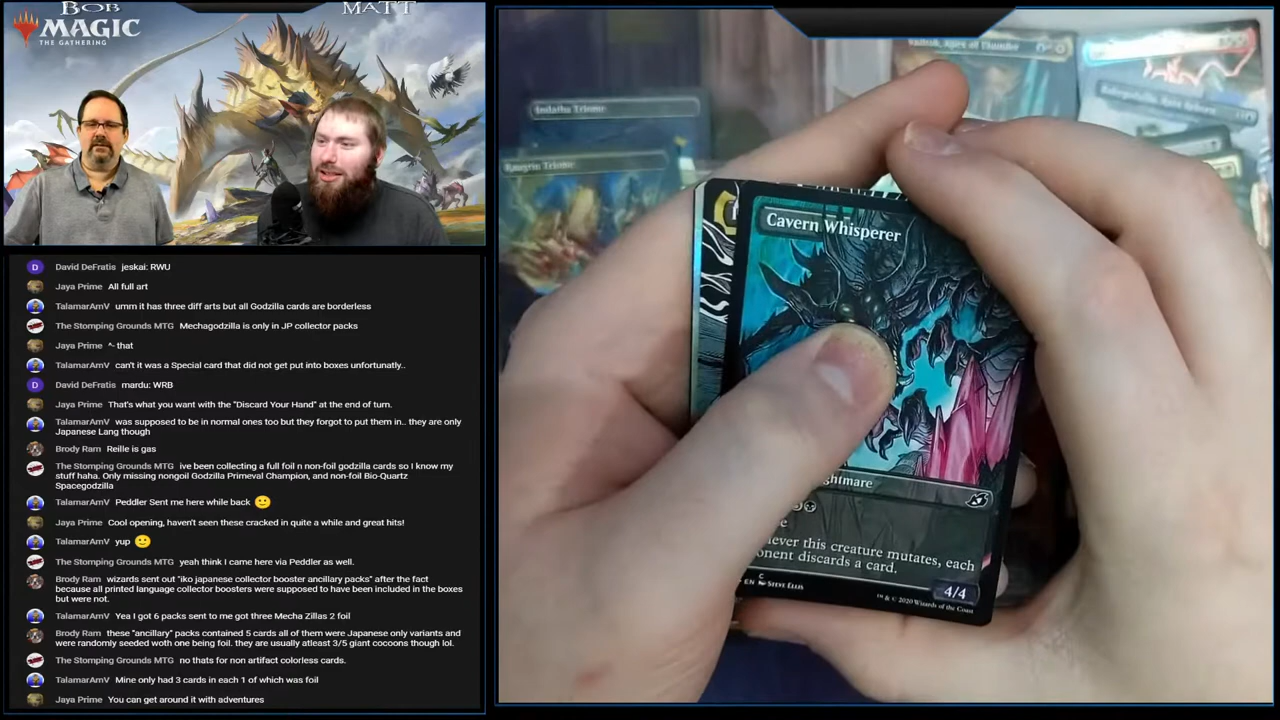 BOB
MATT
MAGIC
THE GATHERING
David DeFratis jeskai: RWU
Jaya Prime All full art
TalamarAmV umm it has three diff arts but all Godzilla cards are borderless
The Stomping Grounds MTG Mechagodzilla is only in JP collector packs
Jaya Prime ^- that
TalamarAmV can't it was a Special card that did not get put into boxes unfortunatly..
David DeFratis mardu: WRB
Jaya Prime That's what you want with the "Discard Your Hand" at the end of turn.
TalamarAmV was supposed to be in normal ones too but they forgot to put them in.. they are only
Japanese Lang though
Brody Ram Reille is gas
The Stomping Grounds MTG ive been collecting a full foil n non-foil godzilla cards so I know my
stuff haha. Only missing nongoil Godzilla Primeval Champion, and non-foil Bio-Quartz
Spacegodzilla
TalamarAmV Peddler Sent me here while back
Jaya Prime Cool opening, haven't seen these cracked in quite a while and great hits!
TalamarAmV yup
The Stomping Grounds MTG yeah think I came here via Peddler as well.
Brody Ram wizards sent out "iko japanese collector booster ancillary packs" after the fact
because all printed language collector boosters were supposed to have been included in the boxes
but were not.
TalamarAmV Yea I got 6 packs sent to me got three Mecha Zillas 2 foil
Brody Ram these "ancillary" packs contained 5 cards all of them were Japanese only variants and
were randomly seeded woth one being foil. they are usually atleast 3/5 giant cocoons though lol.
The Stomping Grounds MTG no thats for non artifact colorless cards.
TalamarAmV Mine only had 3 cards in each 1 of which was foil
Jaya Prime You can get around it with adventures
Indatha Triome
Raugrin Triome
Cavern Whisperer
ghtmare
ever this creature mutates, each
onent discards a card.
C
EN Steve Ellis
4/4
™ & © 2020 Wizards of the Coast